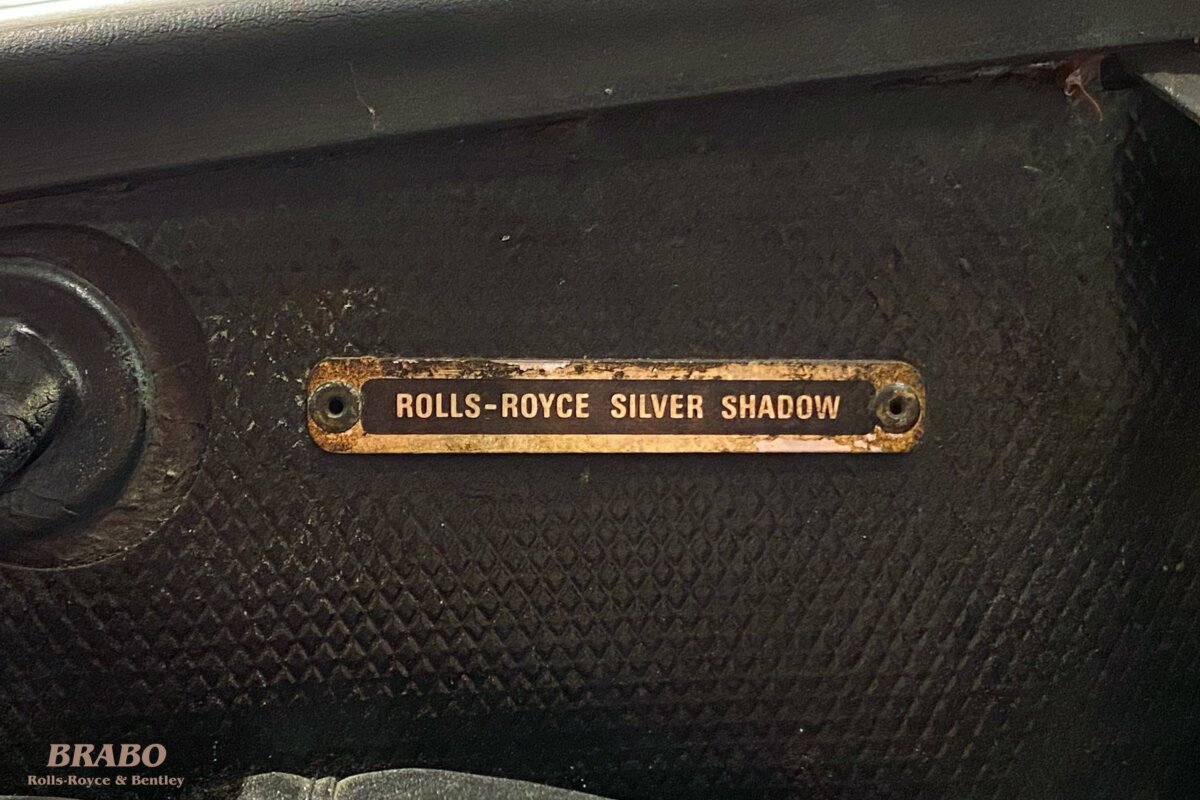 ROLLS-ROYCE SILVER SHADOW
BRABO
Rolls-Royce & Bentley